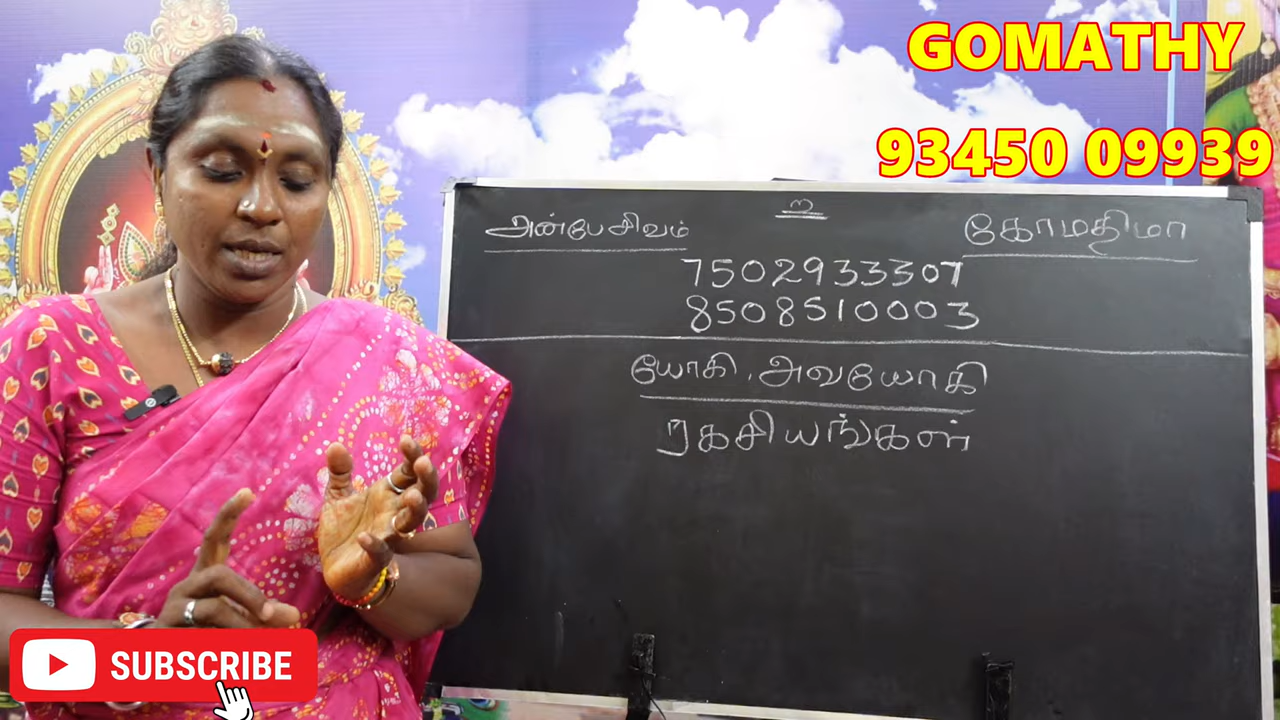 GOMATHY
93450 09939
உ
அன்பே சிவம் கோமதிமா
7502933307
8508510003
யோகி, அவயோகி
ரகசியங்கள்
SUBSCRIBE